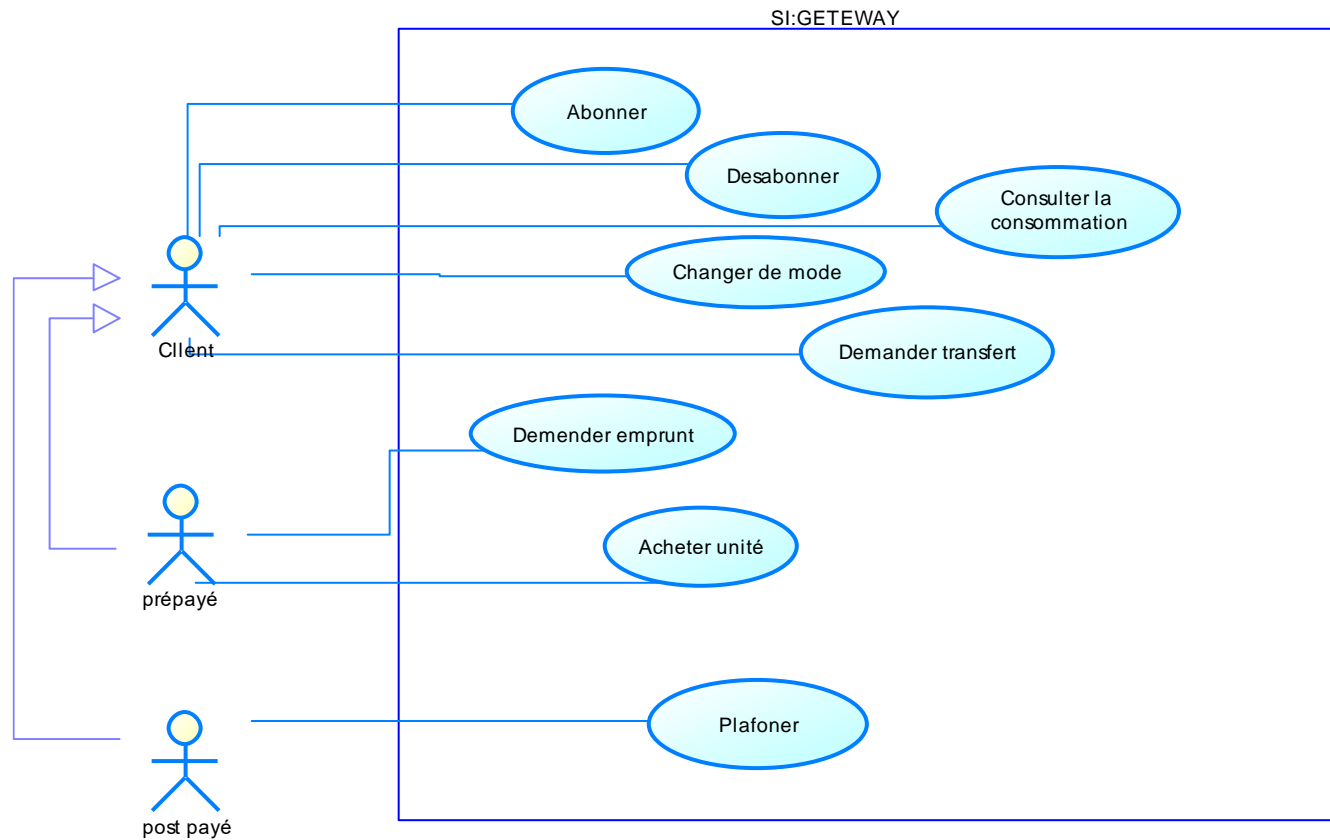 SI:GETEWAY
Abonner
Desabonner
Consulter la
consommation
Changer de mode
Cllent
Demander transfert
Demender emprunt
Acheter unité
prépayé
Plafoner
post payé